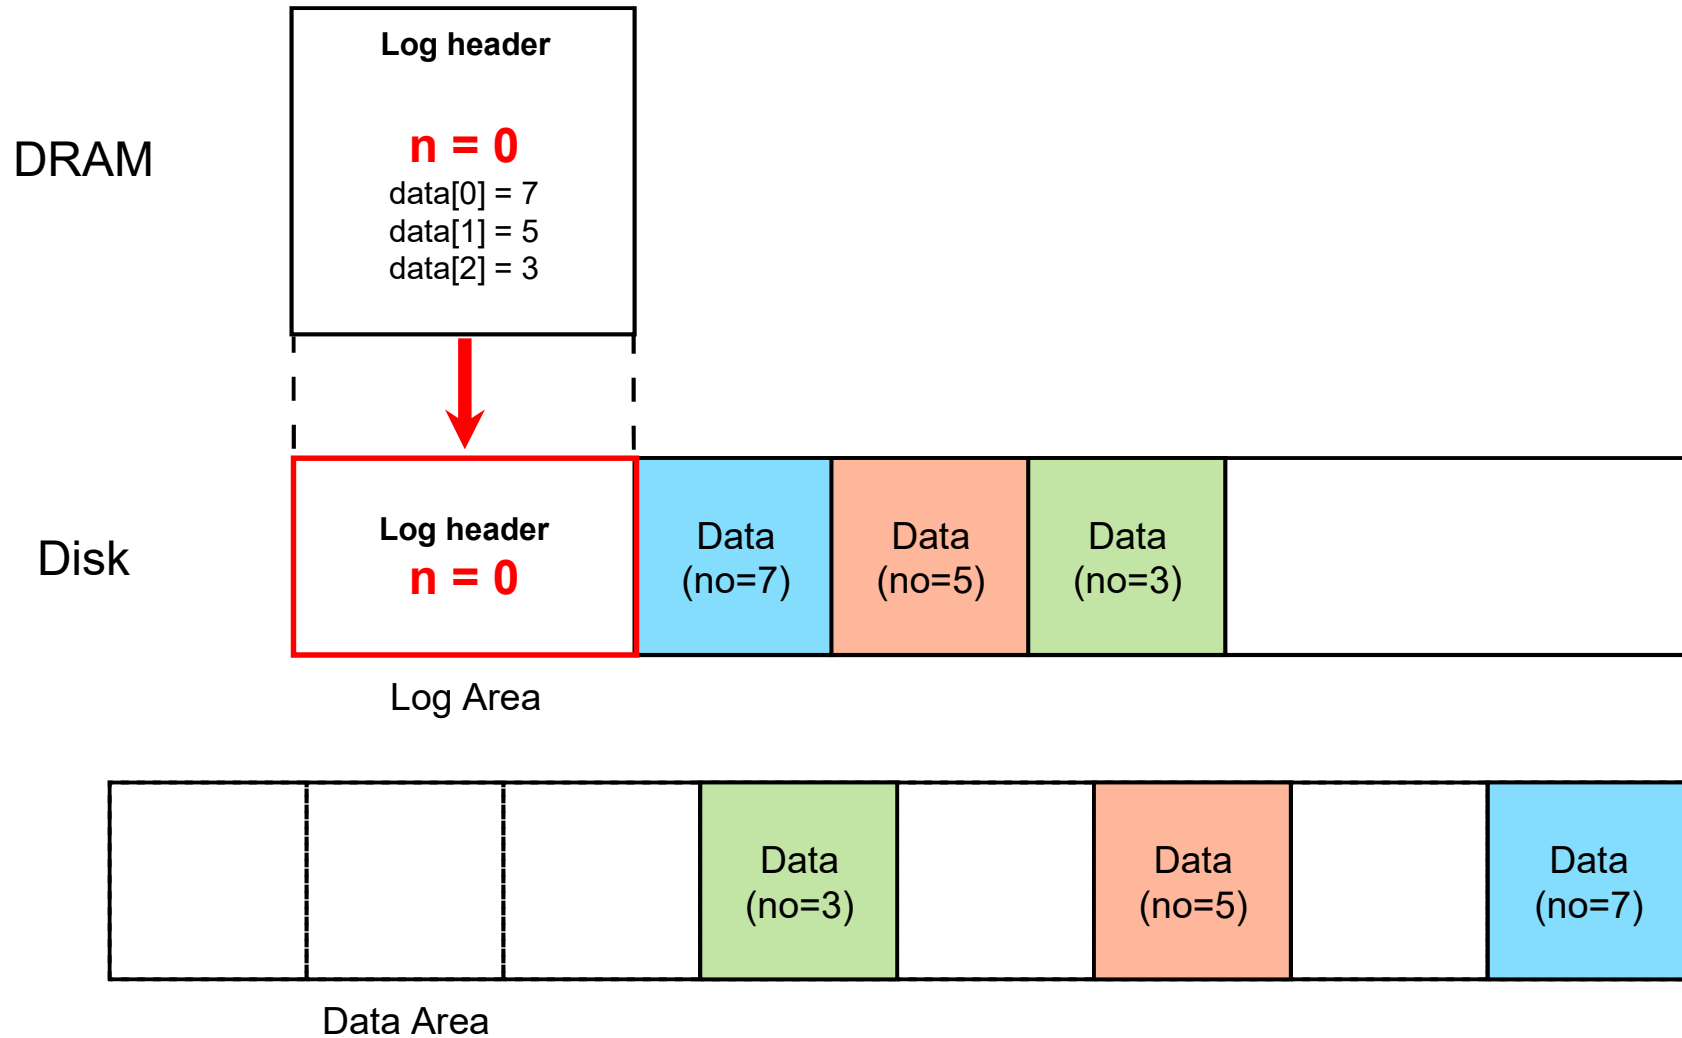 Log header
n = 0
data[0] = 7
data[1] = 5
data[2] = 3
DRAM
Disk
Log header
n = 0
Data
(no=7)
Data
(no=5)
Data
(no=3)
Log Area
Data
(no=3)
Data
(no=5)
Data
(no=7)
Data Area